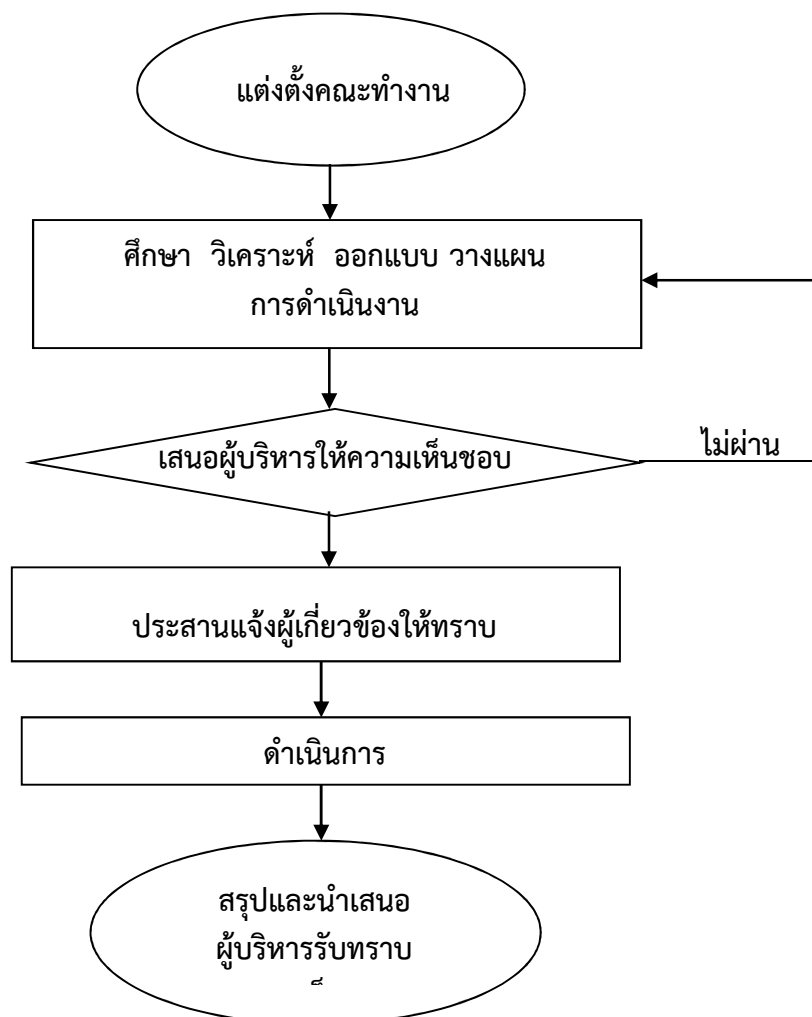 แต่งตั้งคณะทำงาน
ศึกษา วิเคราะห์ ออกแบบ วางแผน
การดำเนินงาน
เสนอผู้บริหารให้ความเห็นชอบ
ไม่ผ่าน
ประสานแจ้งผู้เกี่ยวข้องให้ทราบ
ดำเนินการ
สรุปและนำเสนอ
ผู้บริหารรับทราบ